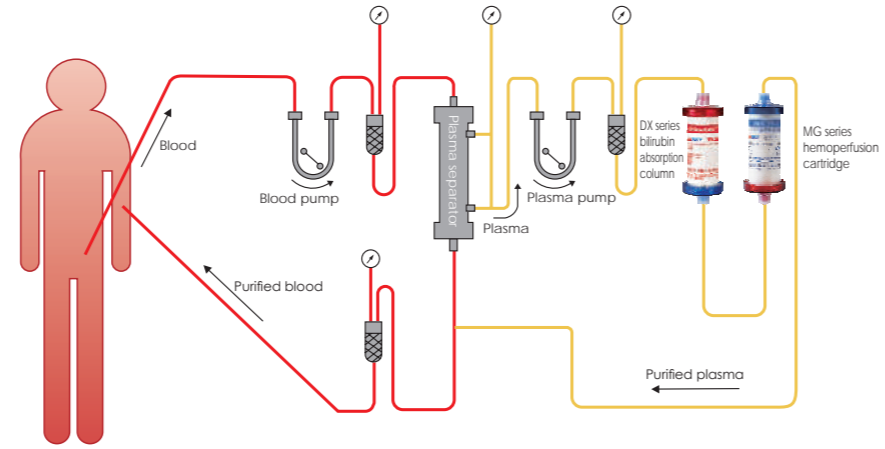 Blood
Blood pump
Plasma separator
Plasma
Plasma pump
DX series
bilirubin
absorption
column
MG series
hemoperfusion
cartridge
Purified blood
Purified plasma